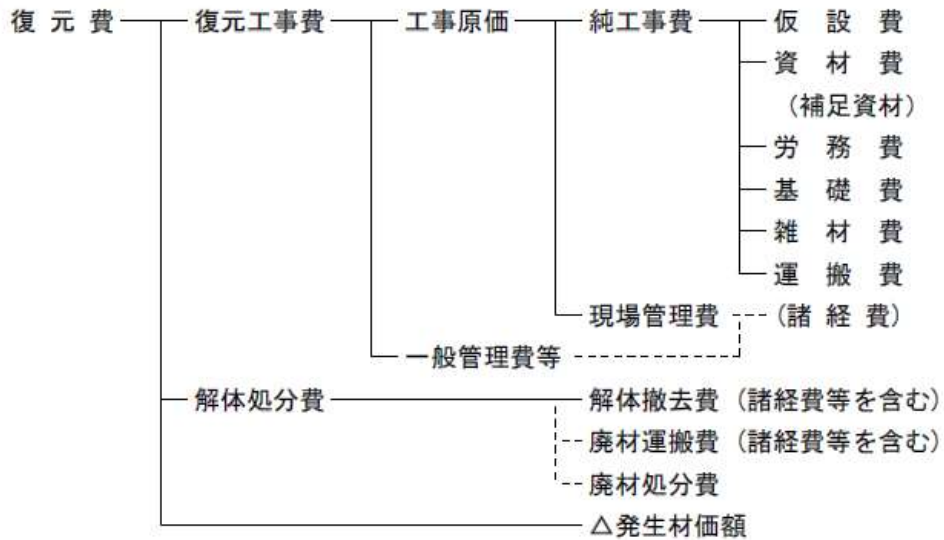 復元費 復元工事費 工事原価 純工事費 仮設費
資材費
（補足資材）
労務費
基礎費
雑材費
運搬費
現場管理費 （諸経費）
一般管理費等
解体処分費 解体撤去費（諸経費等を含む）
廃材運搬費（諸経費等を含む）
廃材処分費
△発生材価額